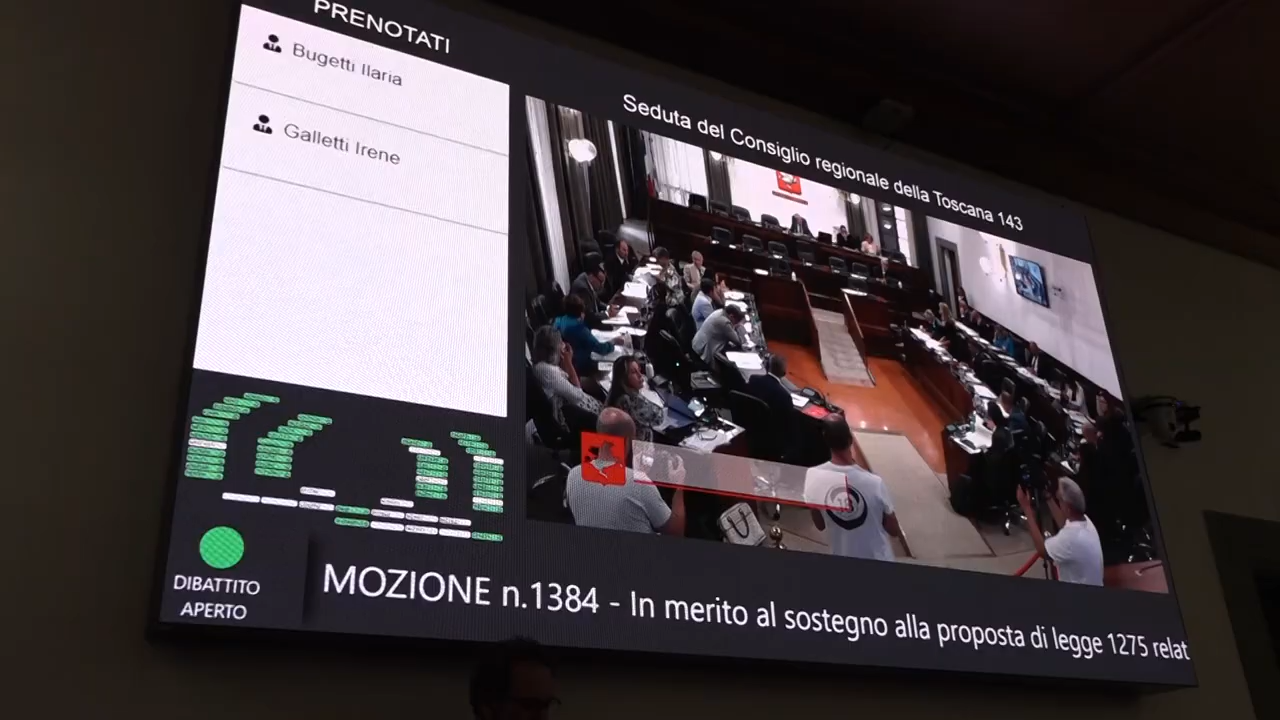 PRENOTATI
Bugetti Ilaria
Galletti Irene
Seduta del Consiglio regionale della Toscana 143
DIBATTITO
APERTO
MOZIONE n.1384 - In merito al sostegno alla proposta di legge 1275 relat